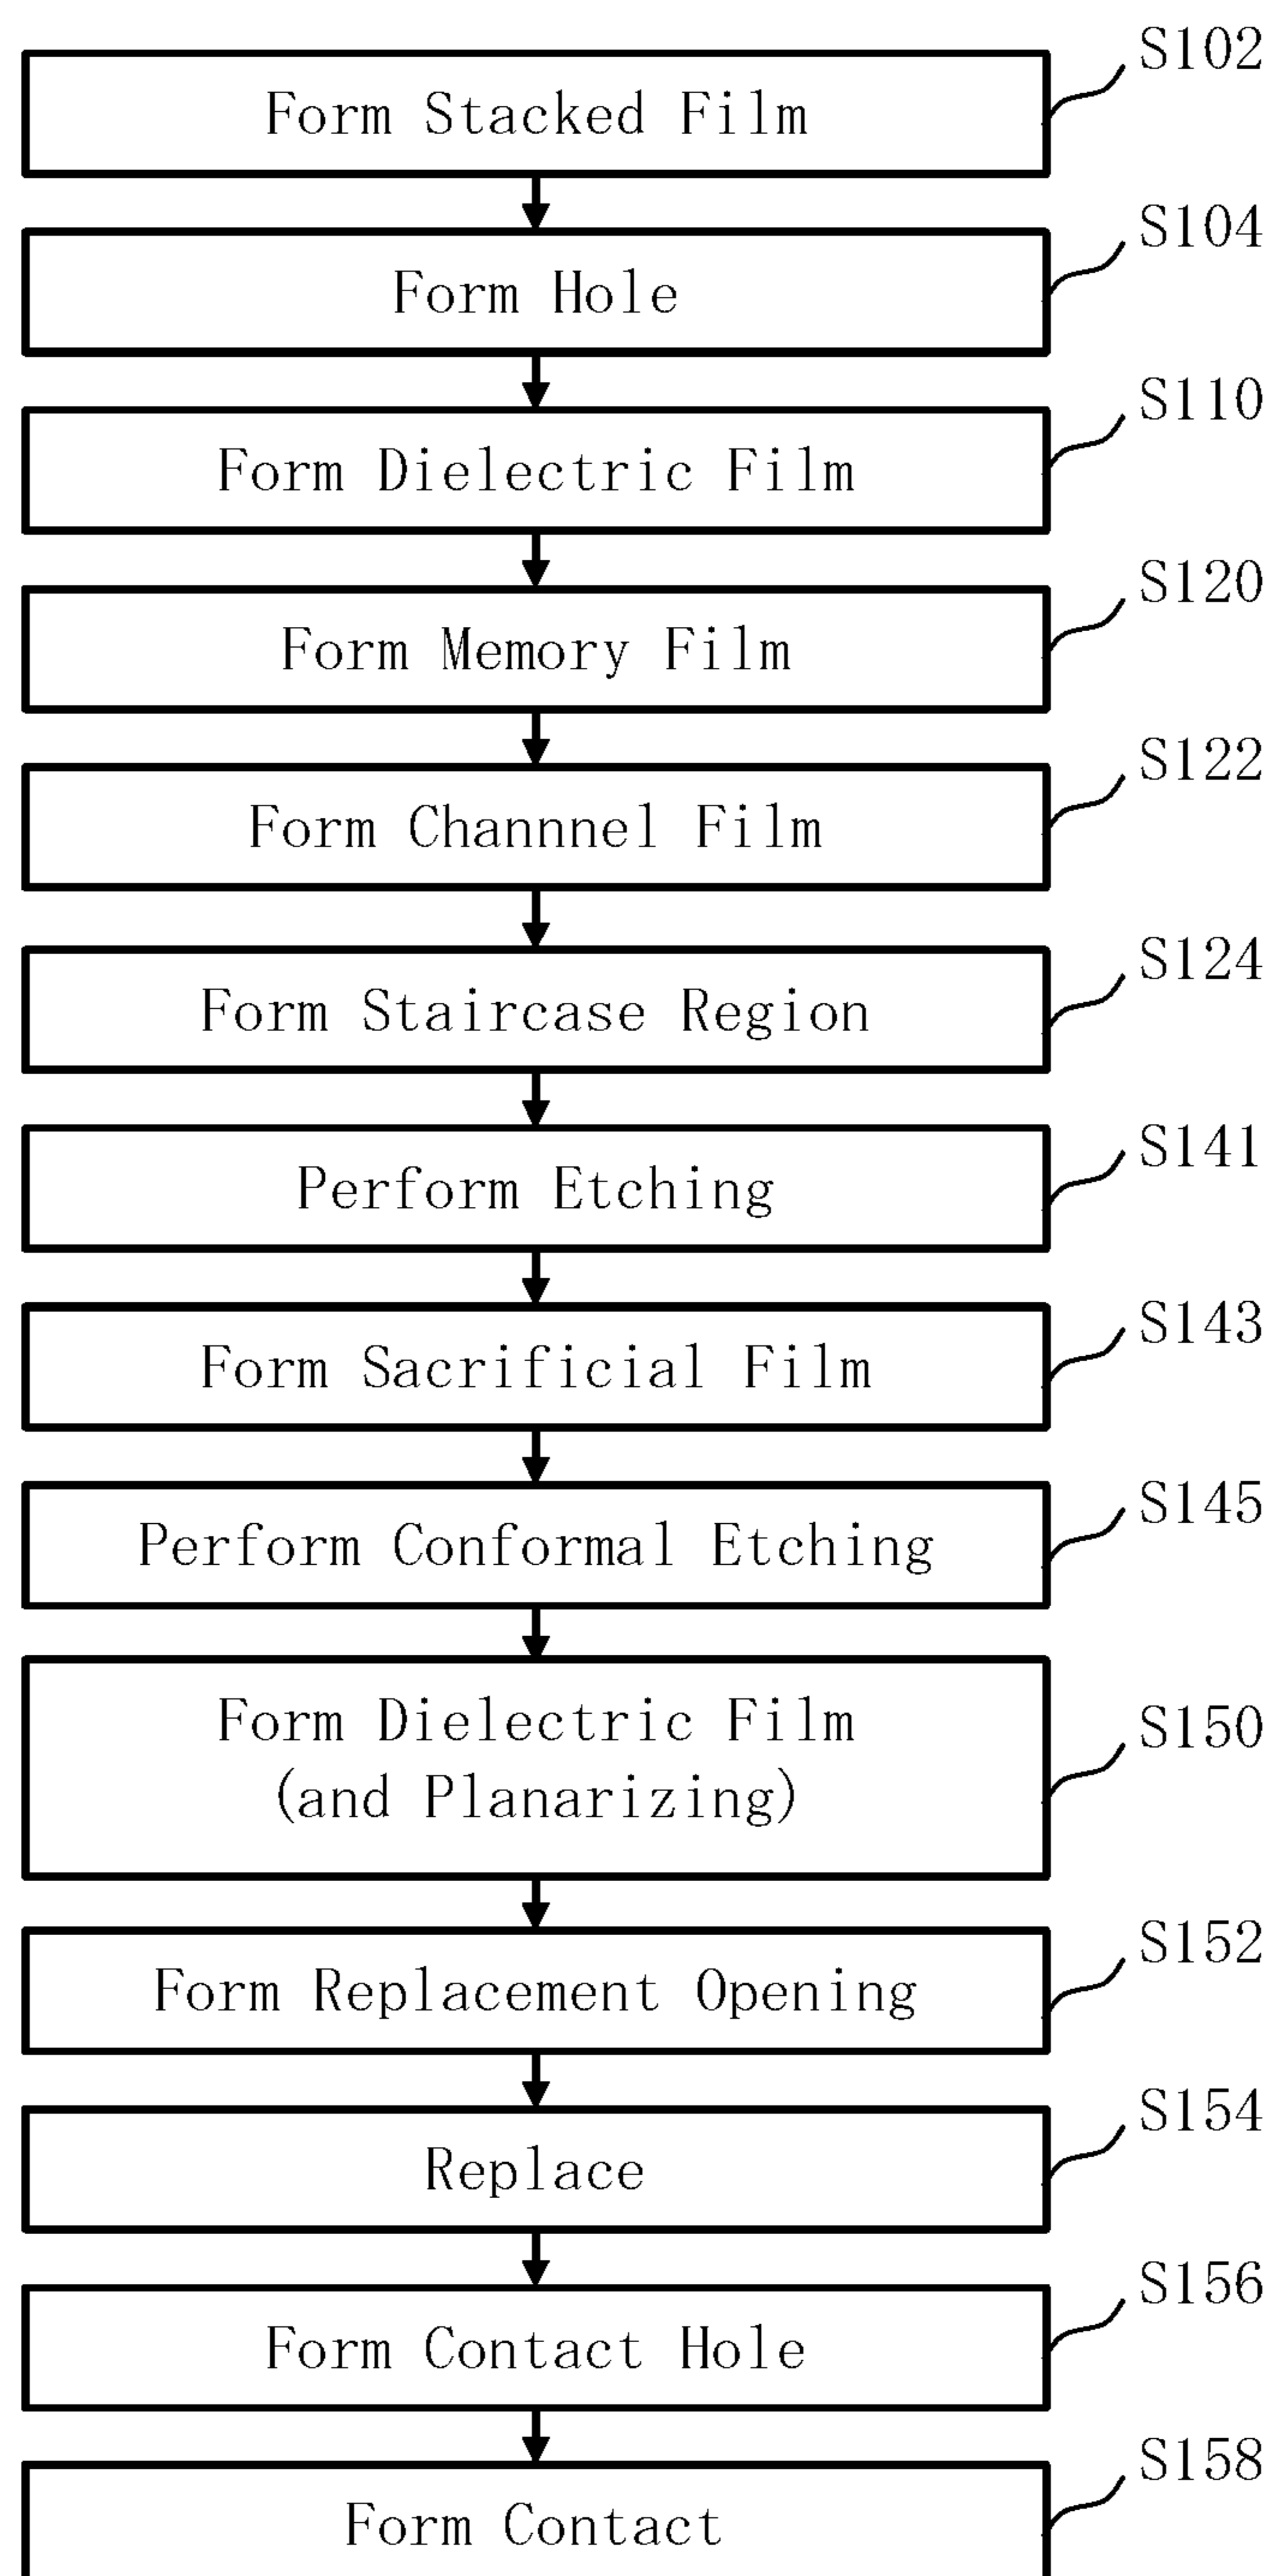 S102
Form Stacked Film
S104
Form Hole
S110
Form Dielectric Film
S120
Form Memory Film
S122
Form Channnel Film
S124
Form Staircase Region
S141
Perform Etching
S143
Form Sacrificial Film
S145
Perform Conformal Etching
S150
Form Dielectric Film
(and Planarizing)
S152
Form Replacement Opening
S154
Replace
S156
Form Contact Hole
S158
Form Contact